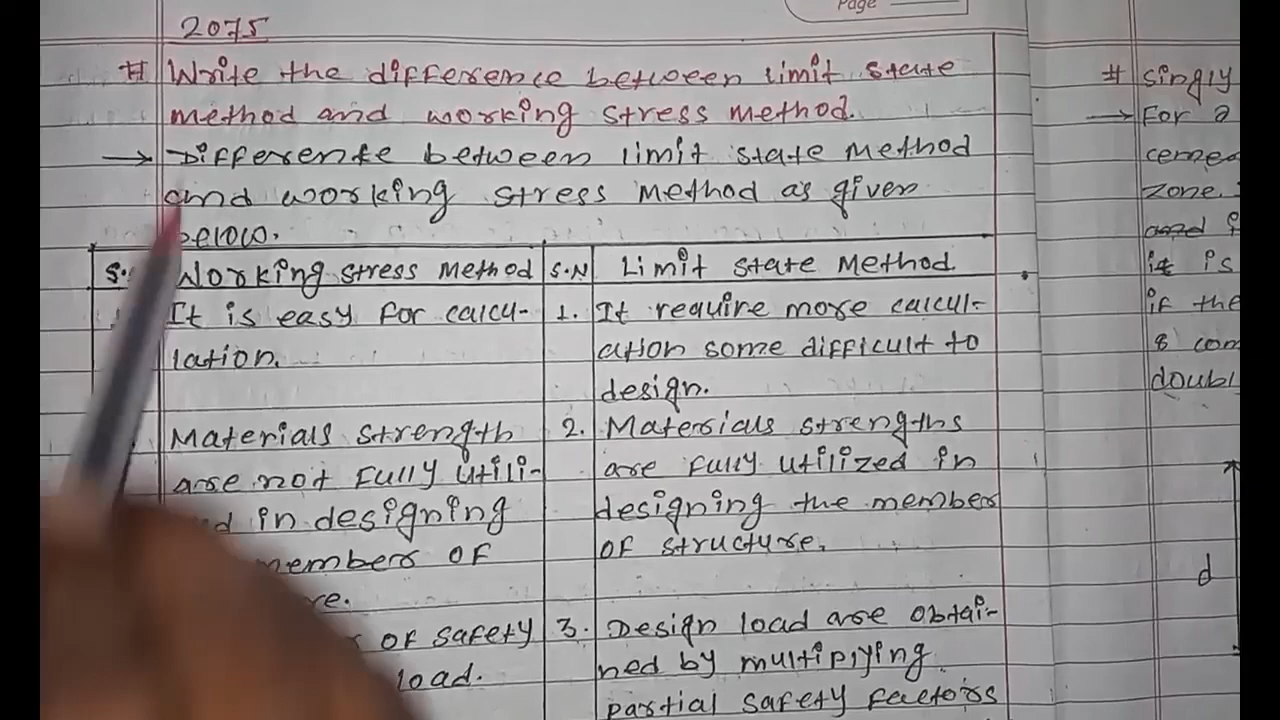 Page
2075
# Write the difference between limit state
method and working stress method.
→ Difference between limit state method
and working stress method as given
below.
S. Working stress method S.N Limit state method
It is easy for calcu-
lation.
1. It require more calcul-
ation some difficult to
design.
Materials strength
are not fully utili-
in designing
members of
2. Materials strengths
are fully utilized in
designing the member
of structure.
of safety
load.
3. Design load are obtai-
ned by multiplying
partial safety factors
# singly
→ For a
zone.
it is
if the
&
d